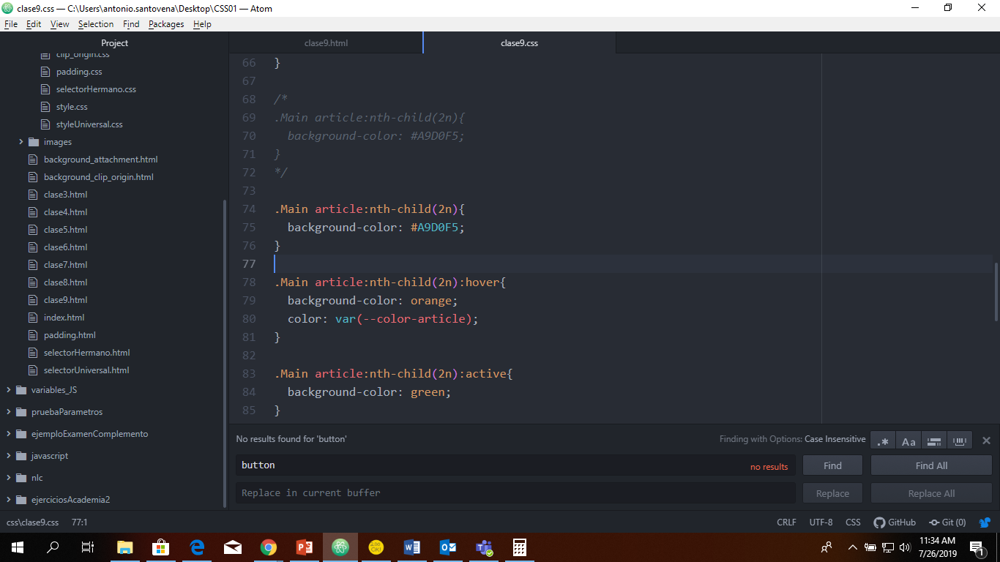 clase9.css — C:\Users\antonio.santovena\Desktop\CSS01 — Atom
File Edit View Selection Find Packages Help
Project
clip_origin.css
padding.css
selectorHermano.css
style.css
styleUniversal.css
images
background_attachment.html
background_clip_origin.html
clase3.html
clase4.html
clase5.html
clase6.html
clase7.html
clase8.html
clase9.html
index.html
padding.html
selectorHermano.html
selectorUniversal.html
variables_JS
pruebaParametros
ejemploExamenComplemento
javascript
nlc
ejerciciosAcademia2
clase9.html clase9.css
66 }
67
68 /*
69 .Main article:nth-child(2n){
70 background-color: #A9D0F5;
71 }
72 */
73
74 .Main article:nth-child(2n){
75 background-color: #A9D0F5;
76 }
77
78 .Main article:nth-child(2n):hover{
79 background-color: orange;
80 color: var(--color-article);
81 }
82
83 .Main article:nth-child(2n):active{
84 background-color: green;
85 }
No results found for 'button' Finding with Options: Case Insensitive .* Aa
button no results Find Find All
Replace in current buffer Replace Replace All
css\clase9.css 77:1 CRLF UTF-8 CSS GitHub Git (0)
11:34 AM
7/26/2019
1